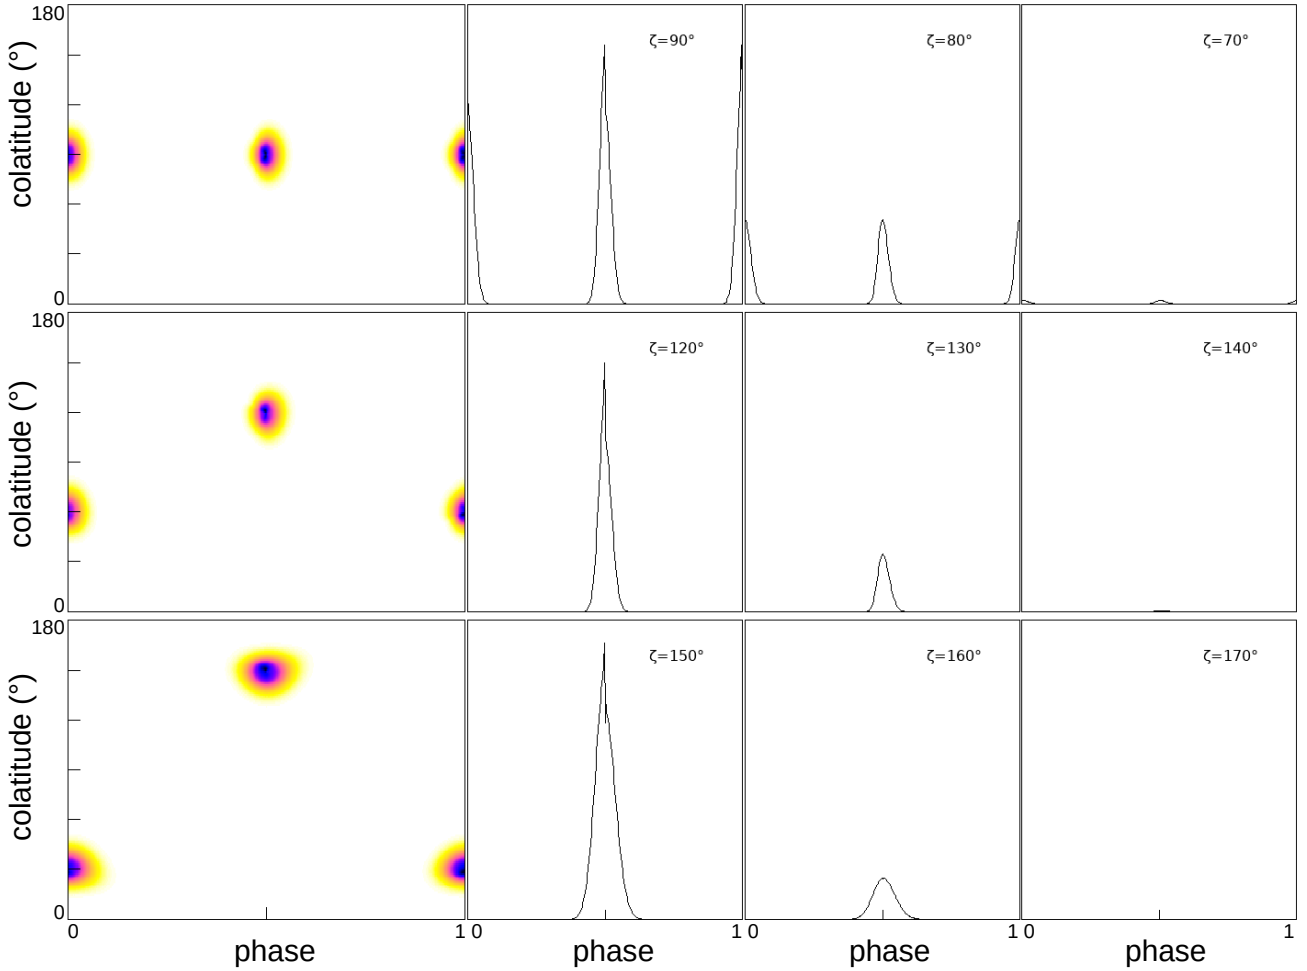 180
colatitude (°)
0
ζ=90°
ζ=80°
ζ=70°
180
colatitude (°)
0
ζ=120°
ζ=130°
ζ=140°
180
colatitude (°)
0
ζ=150°
ζ=160°
ζ=170°
0 1 0 1 0 1 0 1
phase phase phase phase